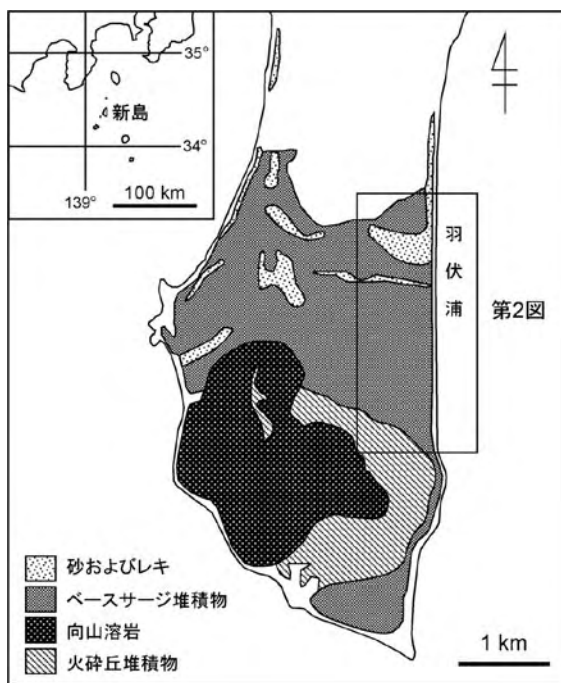 35°
新島
34°
139°
100 km
羽伏浦
第2図
砂およびレキ
ベースサージ堆積物
向山溶岩
火砕丘堆積物
1 km